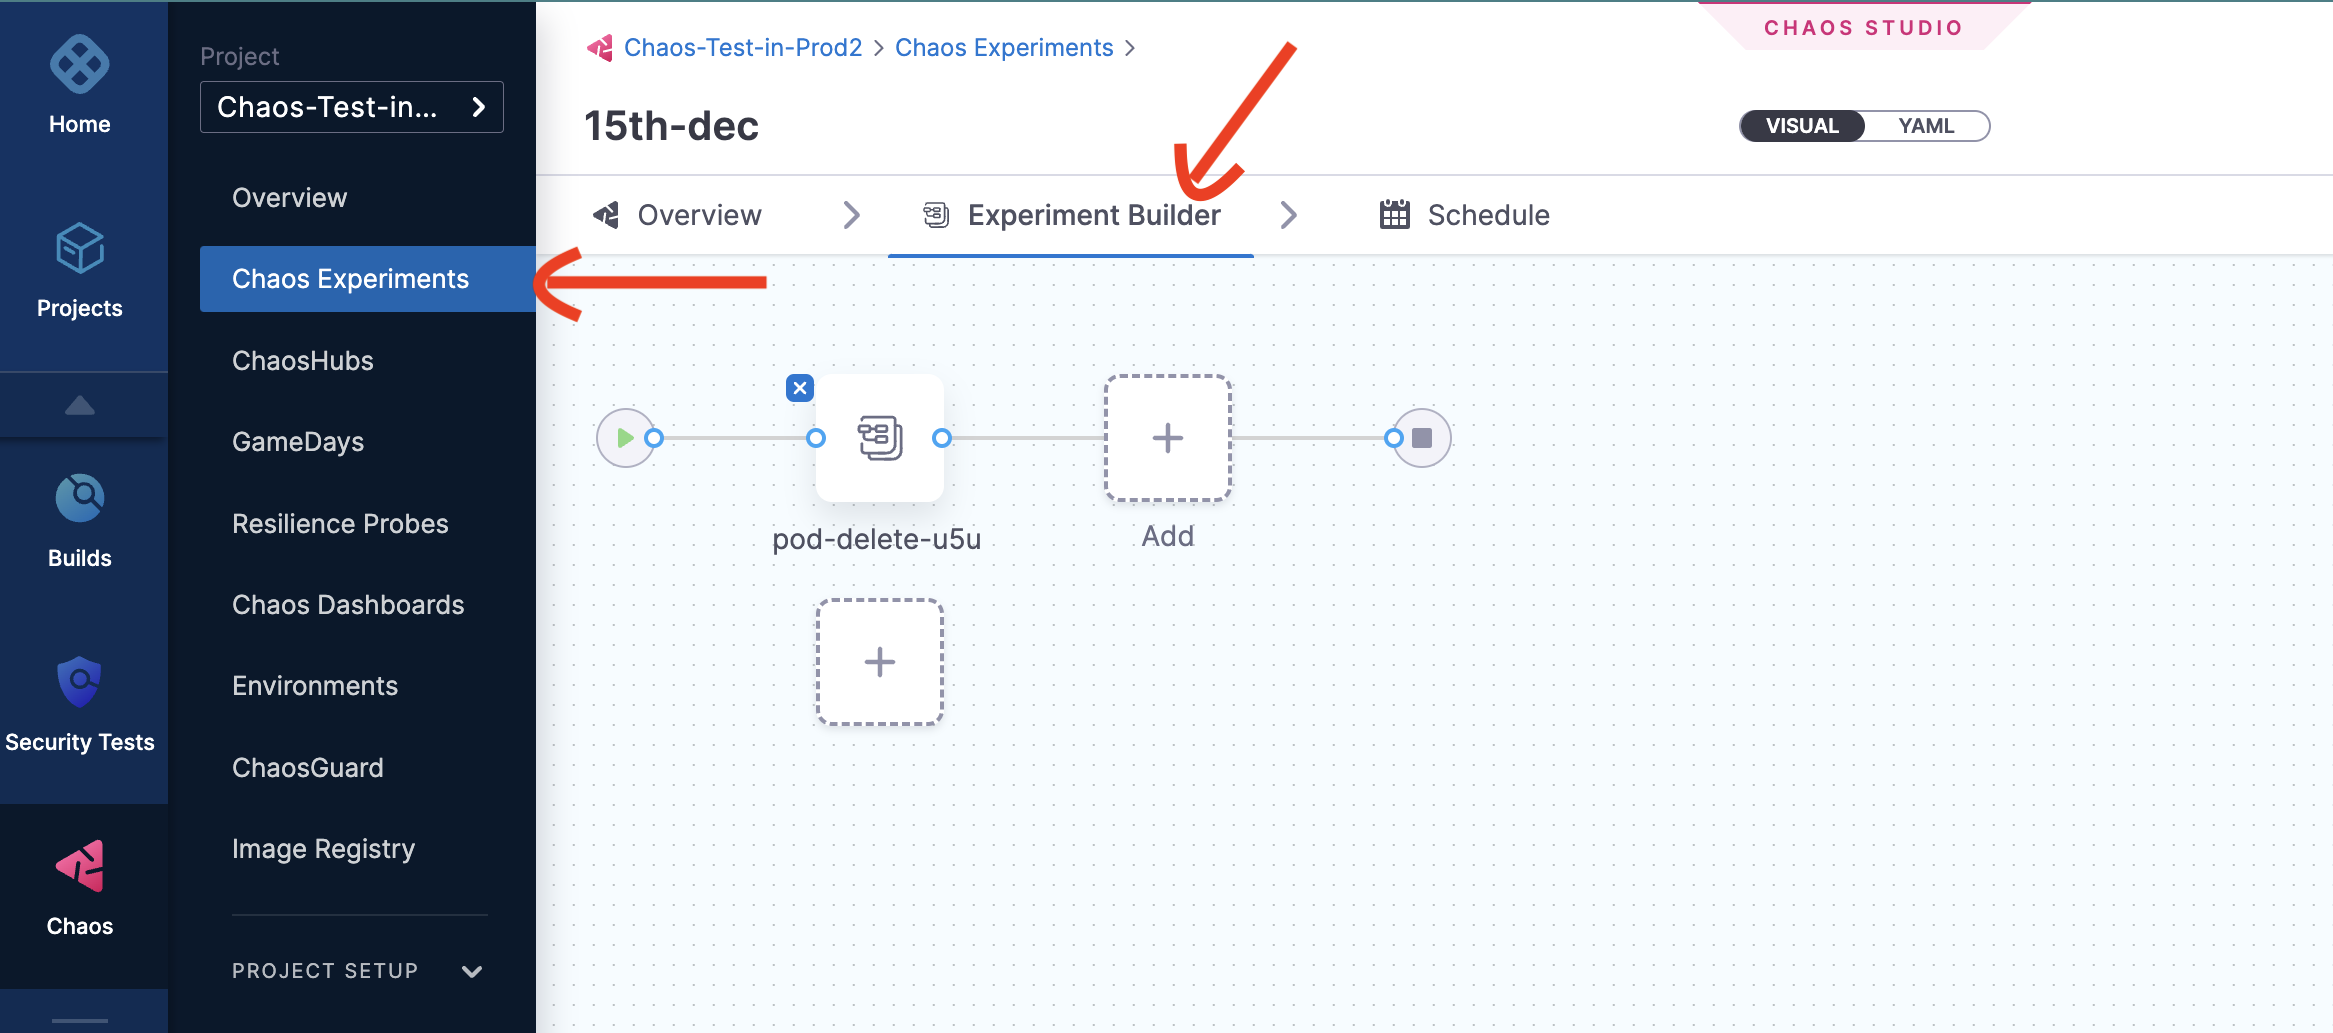 Home
Projects
Builds
Security Tests
Chaos
Project
Chaos-Test-in...
Overview
Chaos Experiments
ChaosHubs
GameDays
Resilience Probes
Chaos Dashboards
Environments
ChaosGuard
Image Registry
PROJECT SETUP
Chaos-Test-in-Prod2 > Chaos Experiments >
CHAOS STUDIO
15th-dec
VISUAL YAML
Overview > Experiment Builder > Schedule
pod-delete-u5u
Add